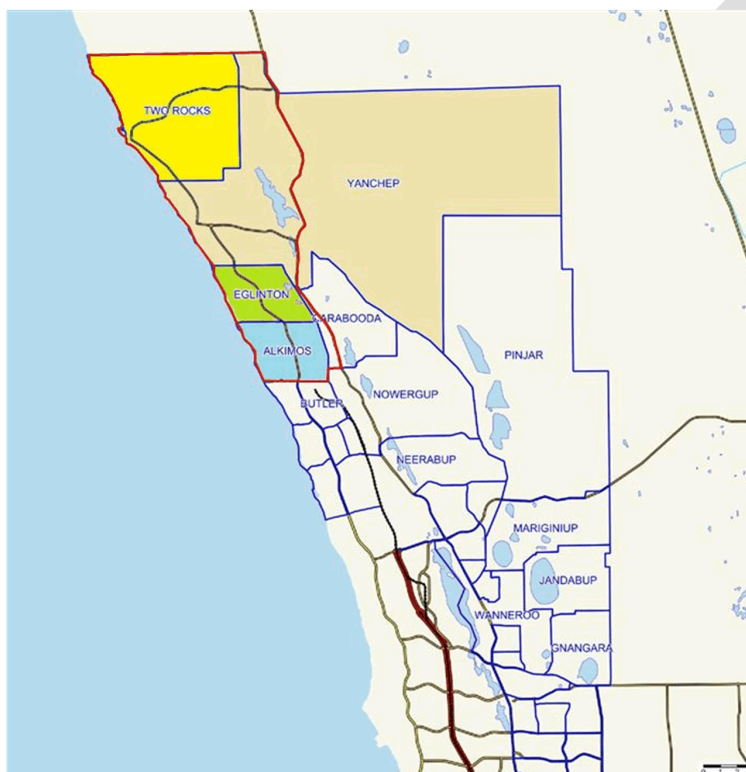 TWO ROCKS
YANCHEP
EGLINTON
CARABOODA
ALKIMOS
PINJAR
BUTLER
NOWERGUP
NEERABUP
MARIGINIUP
JANDABUP
WANNEROO
GNANGARA